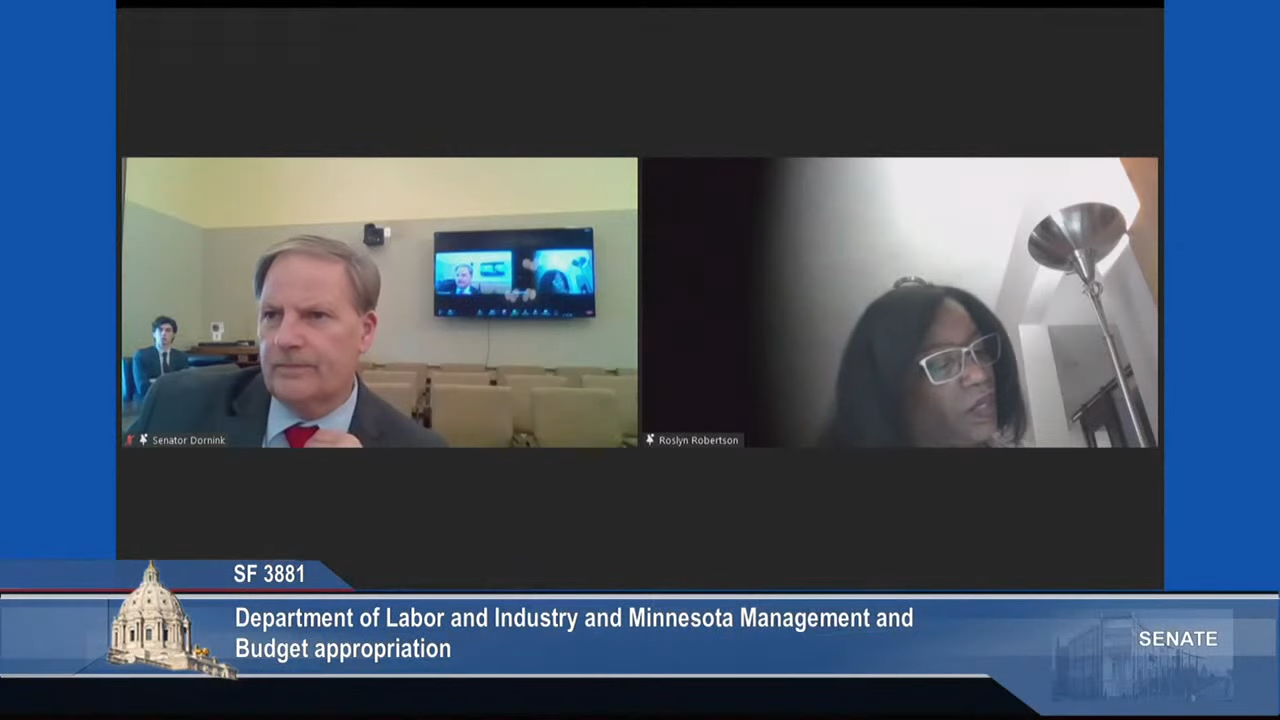 Senator Dornink
Roslyn Robertson
SF 3881
Department of Labor and Industry and Minnesota Management and
Budget appropriation
SENATE